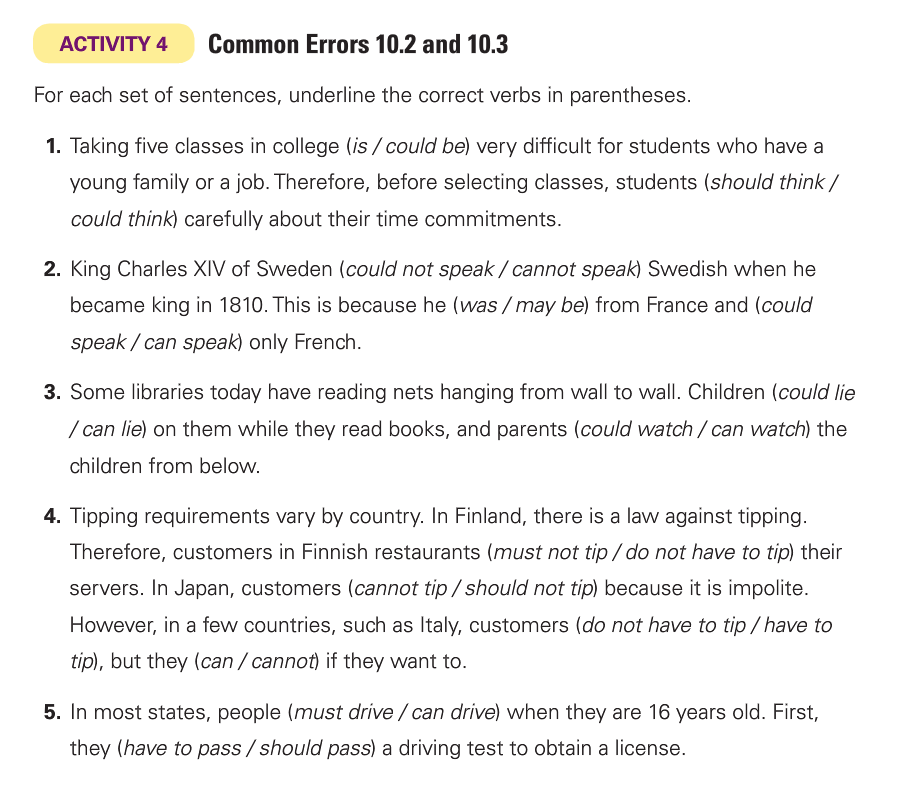 ACTIVITY 4 Common Errors 10.2 and 10.3
For each set of sentences, underline the correct verbs in parentheses.
1. Taking five classes in college (is / could be) very difficult for students who have a
young family or a job. Therefore, before selecting classes, students (should think /
could think) carefully about their time commitments.
2. King Charles XIV of Sweden (could not speak / cannot speak) Swedish when he
became king in 1810. This is because he (was / may be) from France and (could
speak / can speak) only French.
3. Some libraries today have reading nets hanging from wall to wall. Children (could lie
/ can lie) on them while they read books, and parents (could watch / can watch) the
children from below.
4. Tipping requirements vary by country. In Finland, there is a law against tipping.
Therefore, customers in Finnish restaurants (must not tip / do not have to tip) their
servers. In Japan, customers (cannot tip / should not tip) because it is impolite.
However, in a few countries, such as Italy, customers (do not have to tip / have to
tip), but they (can / cannot) if they want to.
5. In most states, people (must drive / can drive) when they are 16 years old. First,
they (have to pass / should pass) a driving test to obtain a license.